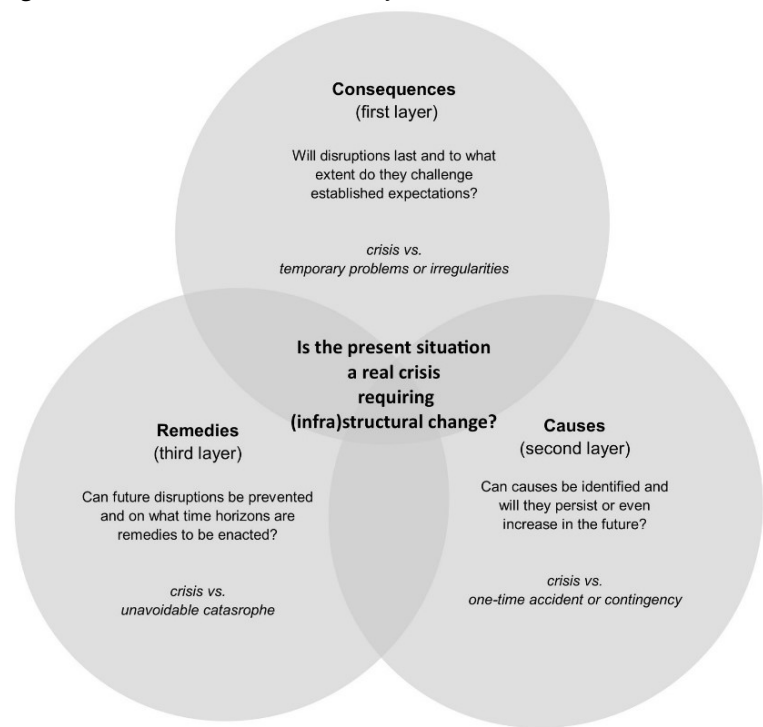 Consequences
(first layer)
Will disruptions last and to what
extent do they challenge
established expectations?
crisis vs.
temporary problems or irregularities
Is the present situation
a real crisis
requiring
(infra)structural change?
Remedies
(third layer)
Can future disruptions be prevented
and on what time horizons are
remedies to be enacted?
crisis vs.
unavoidable catasrophe
Causes
(second layer)
Can causes be identified and
will they persist or even
increase in the future?
crisis vs.
one-time accident or contingency